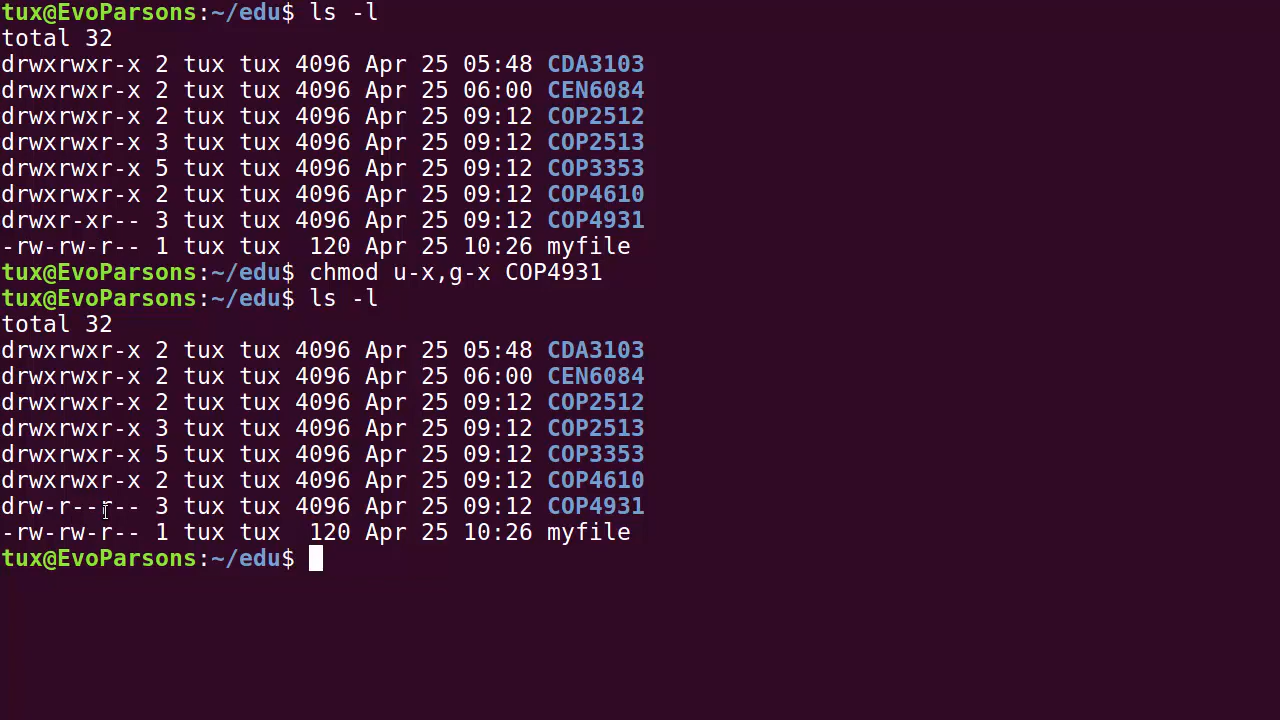 tux@EvoParsons:~/edu$ ls -l
total 32
drwxrwxr-x 2 tux tux 4096 Apr 25 05:48 CDA3103
drwxrwxr-x 2 tux tux 4096 Apr 25 06:00 CEN6084
drwxrwxr-x 2 tux tux 4096 Apr 25 09:12 COP2512
drwxrwxr-x 3 tux tux 4096 Apr 25 09:12 COP2513
drwxrwxr-x 5 tux tux 4096 Apr 25 09:12 COP3353
drwxrwxr-x 2 tux tux 4096 Apr 25 09:12 COP4610
drwxr-xr-- 3 tux tux 4096 Apr 25 09:12 COP4931
-rw-rw-r-- 1 tux tux  120 Apr 25 10:26 myfile
tux@EvoParsons:~/edu$ chmod u-x,g-x COP4931
tux@EvoParsons:~/edu$ ls -l
total 32
drwxrwxr-x 2 tux tux 4096 Apr 25 05:48 CDA3103
drwxrwxr-x 2 tux tux 4096 Apr 25 06:00 CEN6084
drwxrwxr-x 2 tux tux 4096 Apr 25 09:12 COP2512
drwxrwxr-x 3 tux tux 4096 Apr 25 09:12 COP2513
drwxrwxr-x 5 tux tux 4096 Apr 25 09:12 COP3353
drwxrwxr-x 2 tux tux 4096 Apr 25 09:12 COP4610
drw-r--r-- 3 tux tux 4096 Apr 25 09:12 COP4931
-rw-rw-r-- 1 tux tux  120 Apr 25 10:26 myfile
tux@EvoParsons:~/edu$